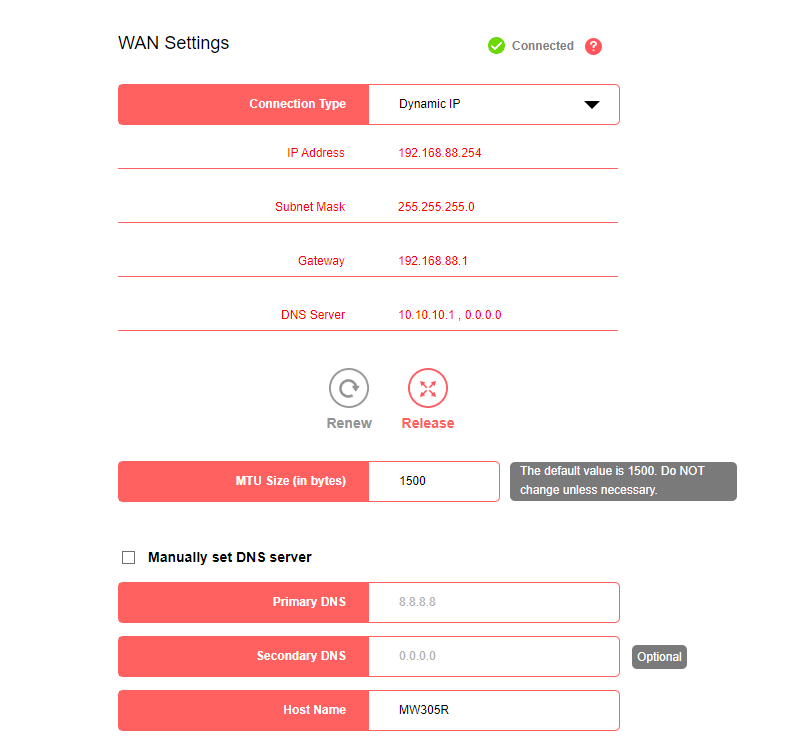 WAN Settings
Connected ?
Connection Type Dynamic IP
IP Address 192.168.88.254
Subnet Mask 255.255.255.0
Gateway 192.168.88.1
DNS Server 10.10.10.1 , 0.0.0.0
Renew Release
MTU Size (in bytes) 1500
The default value is 1500. Do NOT
change unless necessary.
Manually set DNS server
Primary DNS 8.8.8.8
Secondary DNS 0.0.0.0 Optional
Host Name MW305R